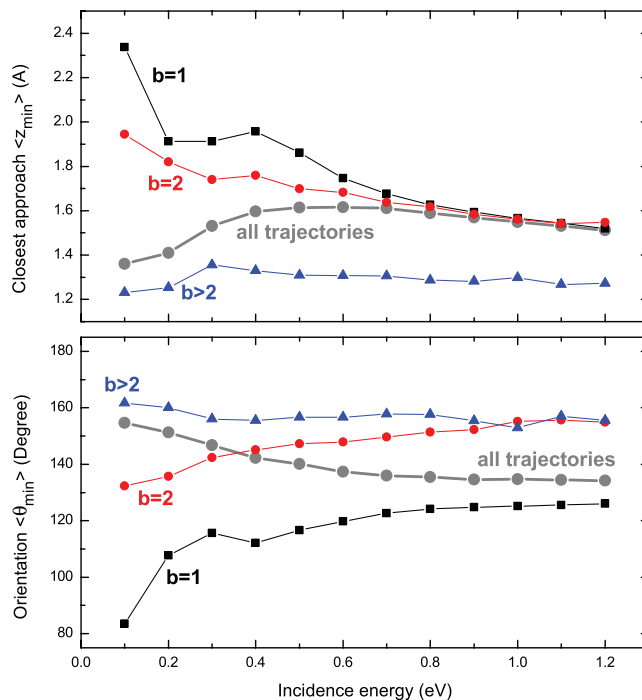 Closest approach <z_min> (A)
2.4
2.2
2.0
1.8
1.6
1.4
1.2
b=1
b=2
all trajectories
b>2
Orientation <θ_min> (Degree)
180
160
140
120
100
80
b>2
b=2
all trajectories
b=1
0.0 0.2 0.4 0.6 0.8 1.0 1.2
Incidence energy (eV)